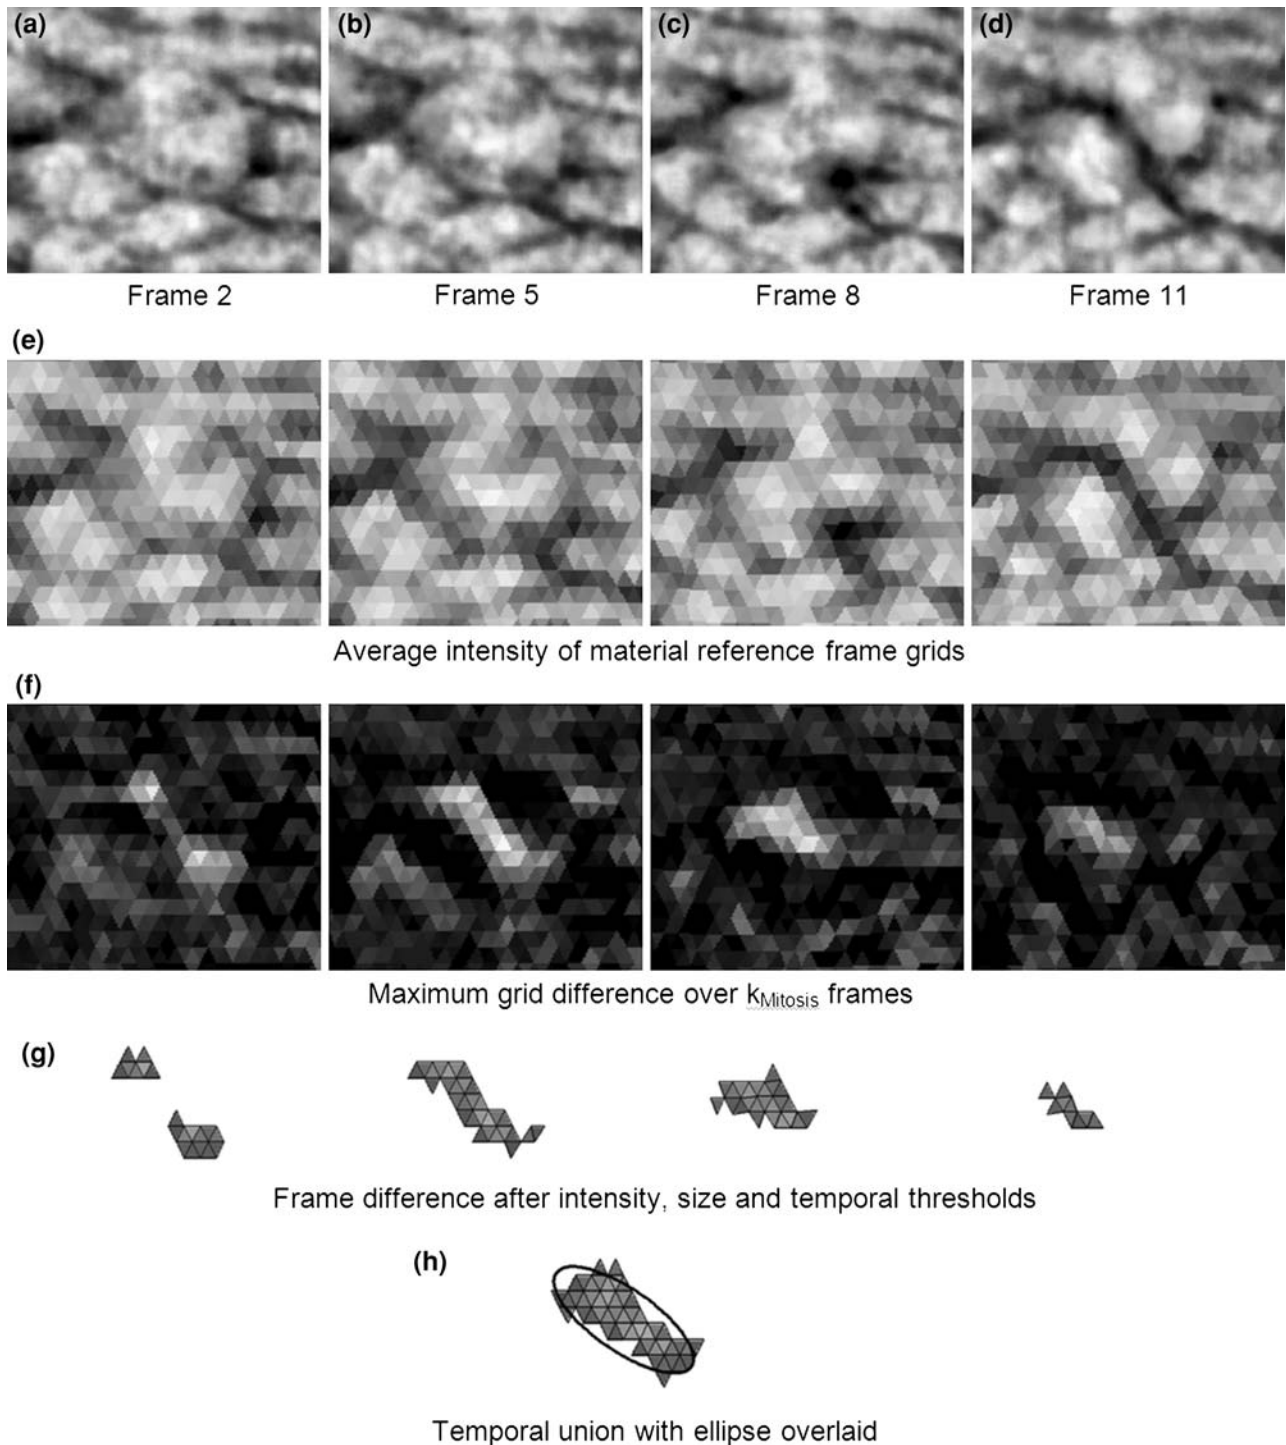 (a) (b) (c) (d)
Frame 2 Frame 5 Frame 8 Frame 11
(e)
Average intensity of material reference frame grids
(f)
Maximum grid difference over kMitosis frames
(g)
Frame difference after intensity, size and temporal thresholds
(h)
Temporal union with ellipse overlaid